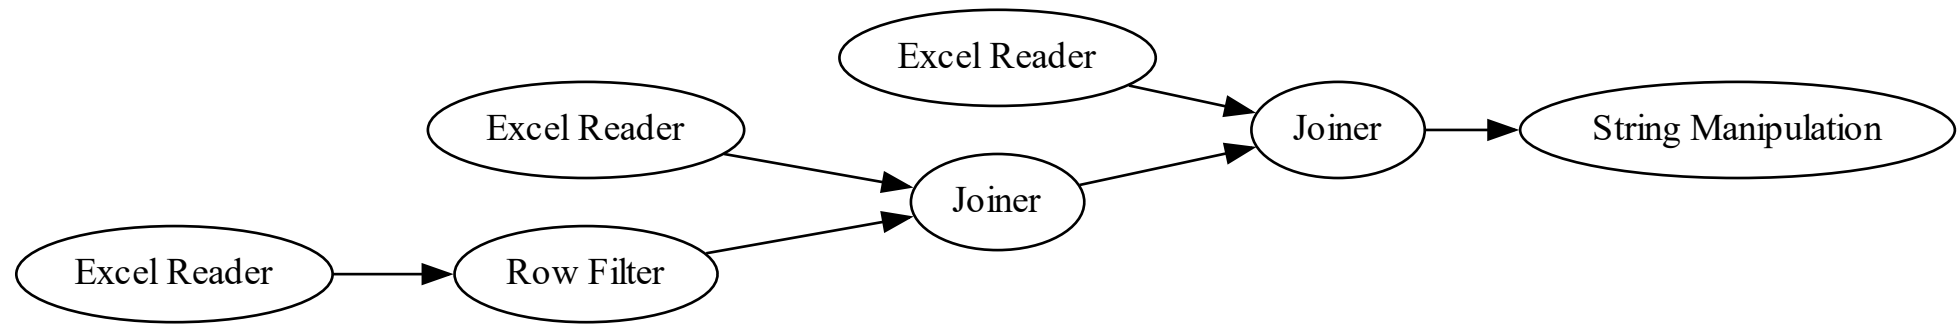 Excel Reader
Excel Reader
Joiner
String Manipulation
Joiner
Excel Reader
Row Filter